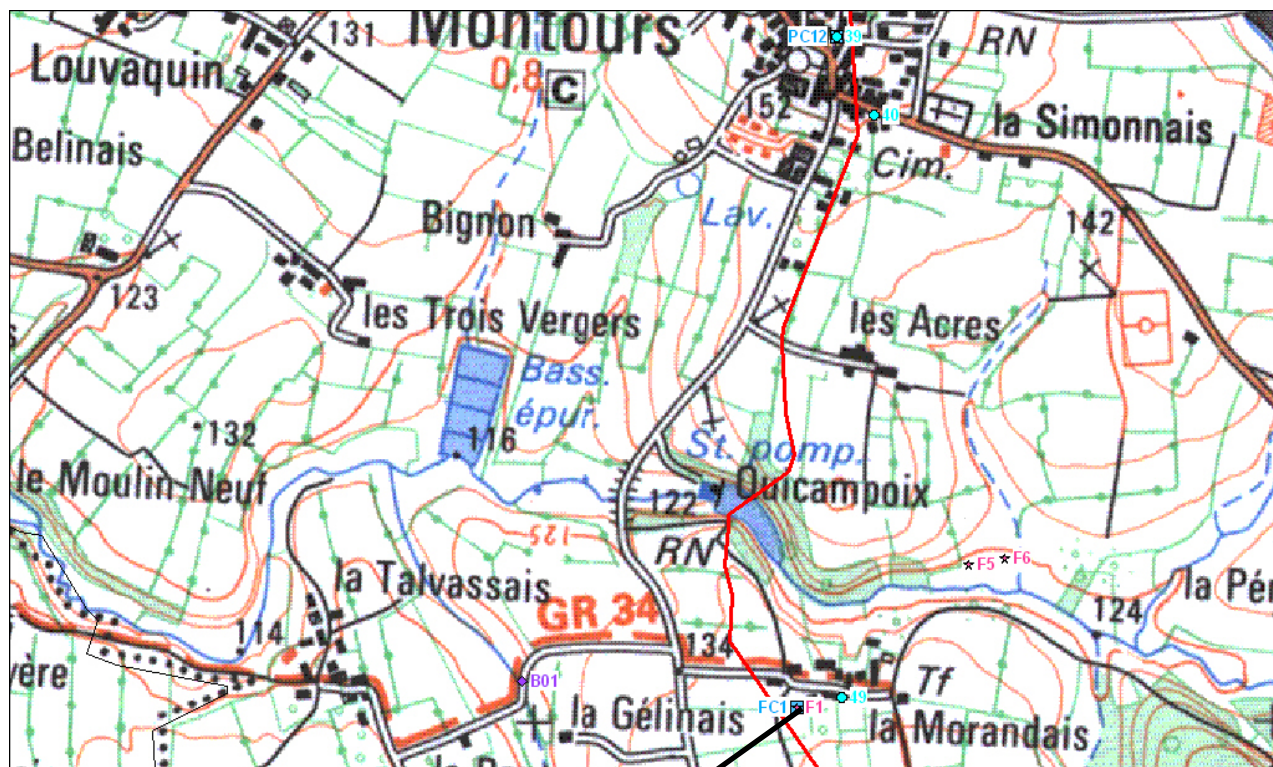 Montours
131
PC12
39
RN
Louvaquin
0,8
C
152
40
la Simonnais
Belinais
Cim.
Bignon
Lav.
142
123
les Trois Vergers
les Acres
Bass.
épur.
132
116
St. pomp.
le Moulin Neuf
122
Quicampoix
125
RN
F5
F6
la Talvassais
la Pé
GR 34
124
114
134
vère
B01
Tf
49
FC1
F1
la Gélinais
la Morandais